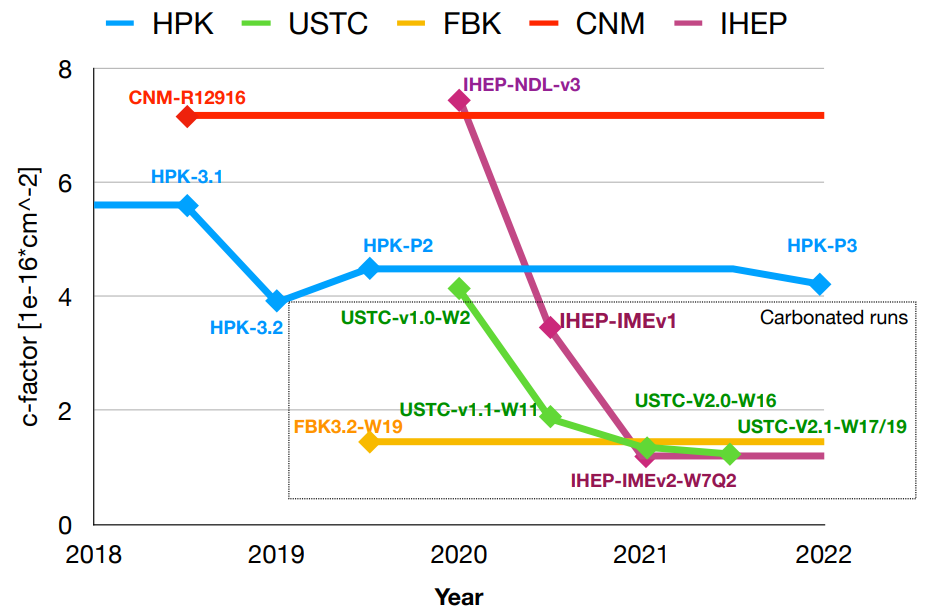 HPK USTC FBK CNM IHEP
8
IHEP-NDL-v3
CNM-R12916
6
HPK-3.1
HPK-P2
HPK-P3
4
USTC-v1.0-W2
IHEP-IMEv1
Carbonated runs
HPK-3.2
2
USTC-v1.1-W11
USTC-V2.0-W16
FBK3.2-W19
USTC-V2.1-W17/19
IHEP-IMEv2-W7Q2
0
c-factor [1e-16*cm^-2]
2018 2019 2020 2021 2022
Year